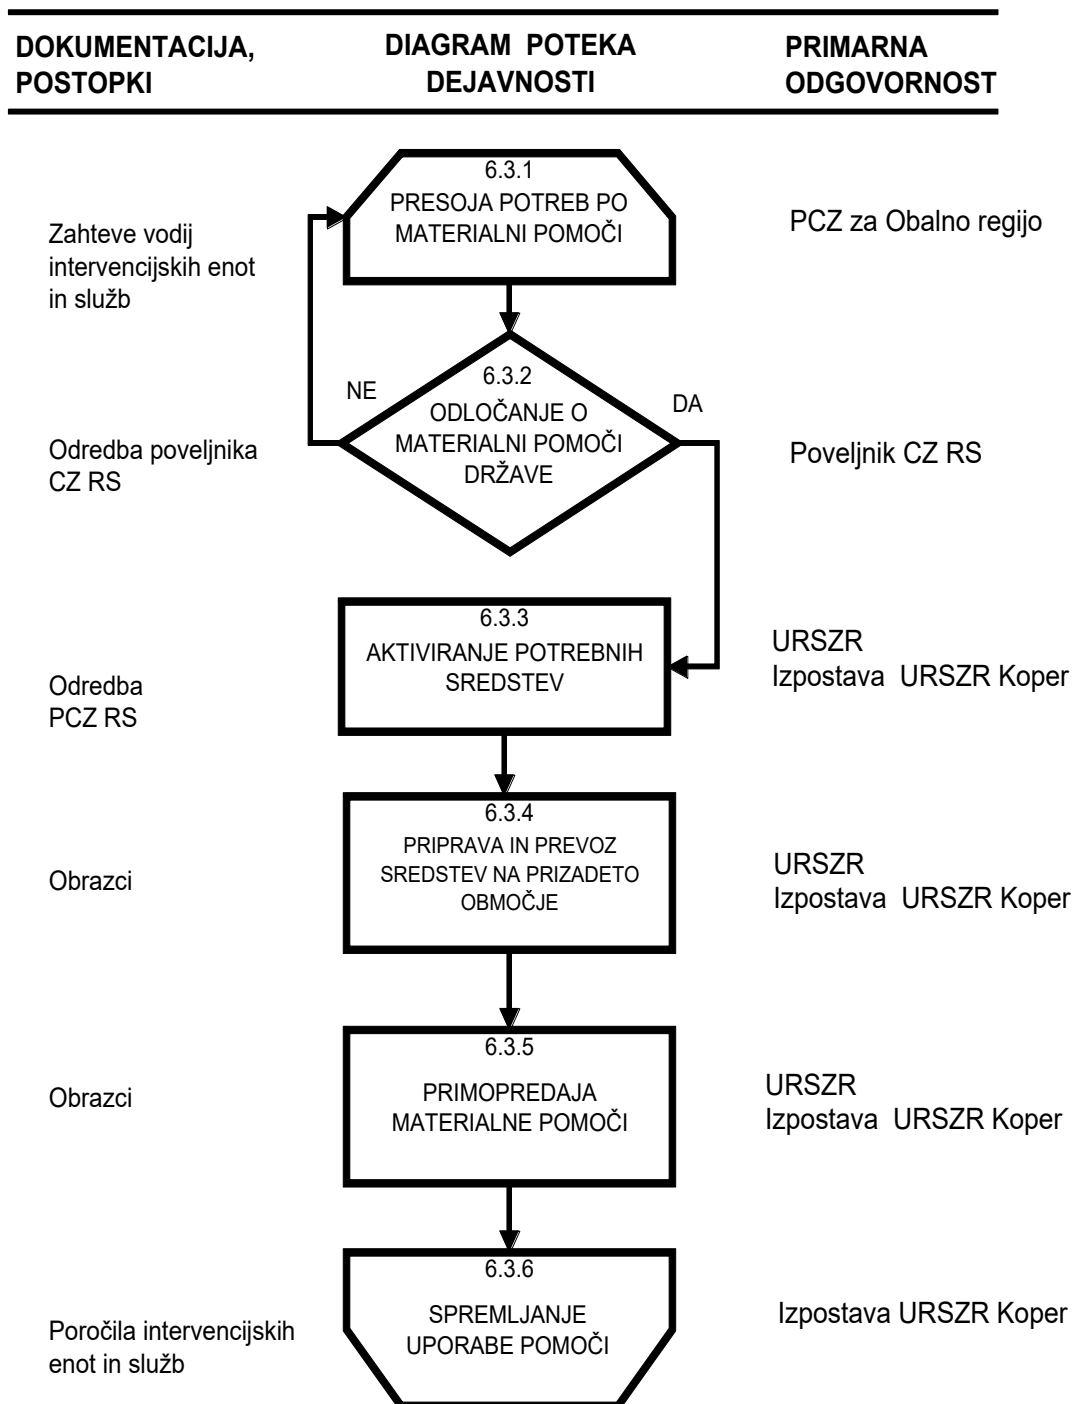 DOKUMENTACIJA,
POSTOPKI
DIAGRAM POTEKA
DEJAVNOSTI
PRIMARNA
ODGOVORNOST
Zahteve vodij
intervencijskih enot
in služb
6.3.1
PRESOJA POTREB PO
MATERIALNI POMOČI
PCZ za Obalno regijo
Odredba poveljnika
CZ RS
NE
6.3.2
ODLOČANJE O
MATERIALNI POMOČI
DRŽAVE
DA
Poveljnik CZ RS
Odredba
PCZ RS
6.3.3
AKTIVIRANJE POTREBNIH
SREDSTEV
URSZR
Izpostava URSZR Koper
Obrazci
6.3.4
PRIPRAVA IN PREVOZ
SREDSTEV NA PRIZADETO
OBMOČJE
URSZR
Izpostava URSZR Koper
Obrazci
6.3.5
PRIMOPREDAJA
MATERIALNE POMOČI
URSZR
Izpostava URSZR Koper
Poročila intervencijskih
enot in služb
6.3.6
SPREMLJANJE
UPORABE POMOČI
Izpostava URSZR Koper